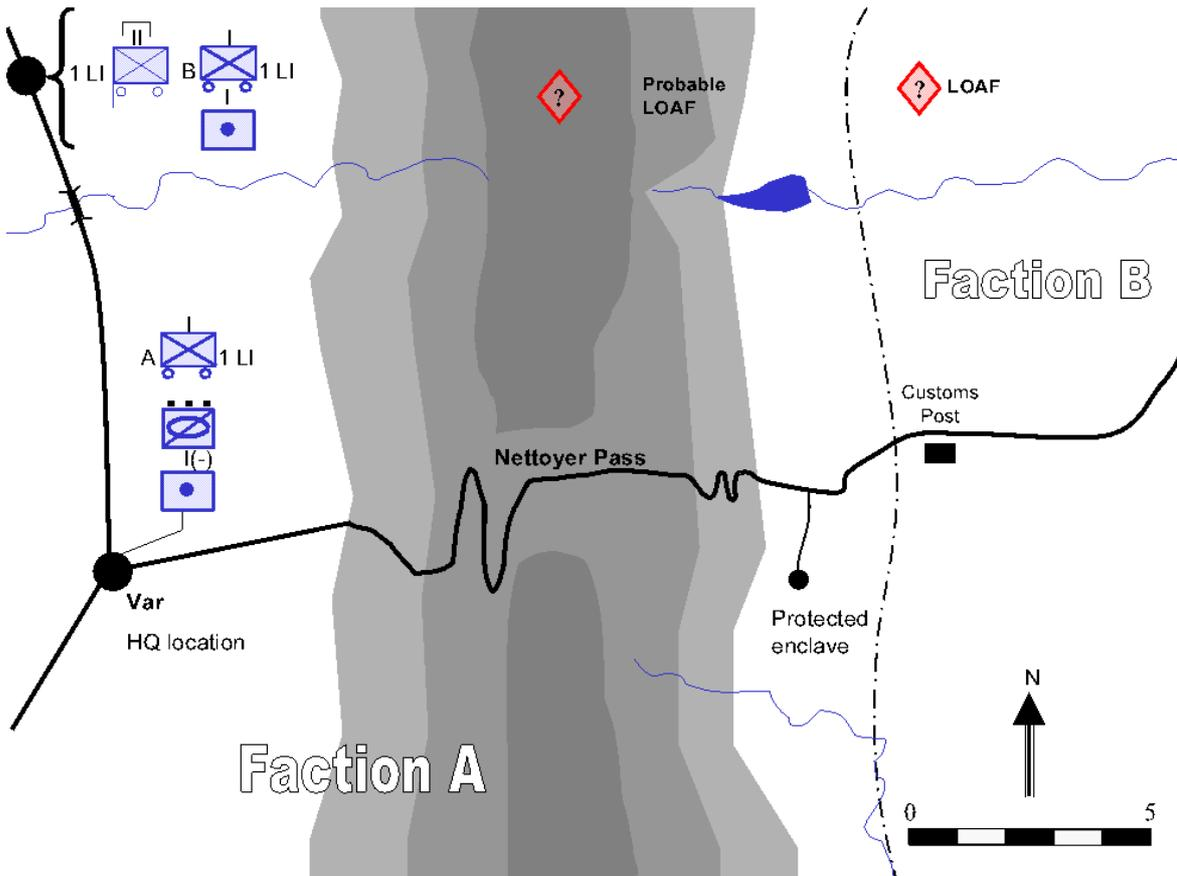 II
I
1 LI
B
1 LI
I
?
Probable
LOAF
?
LOAF
Faction B
I
A
1 LI
I(-)
Customs
Post
Nettoyer Pass
Var
HQ location
Protected
enclave
N
Faction A
0
5